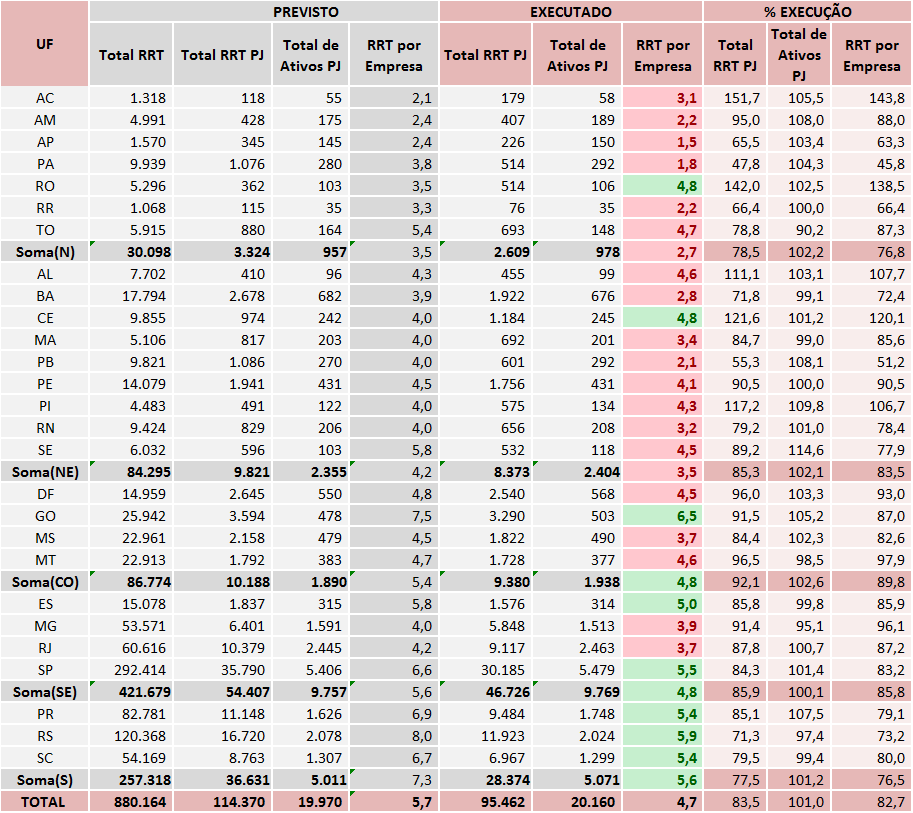 UF PREVISTO EXECUTADO % EXECUÇÃO
Total RRT Total RRT PJ Total de Ativos PJ RRT por Empresa Total RRT PJ Total de Ativos PJ RRT por Empresa Total RRT PJ Total de Ativos PJ RRT por Empresa
AC 1.318 118 55 2,1 179 58 3,1 151,7 105,5 143,8
AM 4.991 428 175 2,4 407 189 2,2 95,0 108,0 88,0
AP 1.570 345 145 2,4 226 150 1,5 65,5 103,4 63,3
PA 9.939 1.076 280 3,8 514 292 1,8 47,8 104,3 45,8
RO 5.296 362 103 3,5 514 106 4,8 142,0 102,5 138,5
RR 1.068 115 35 3,3 76 35 2,2 66,4 100,0 66,4
TO 5.915 880 164 5,4 693 148 4,7 78,8 90,2 87,3
Soma(N) 30.098 3.324 957 3,5 2.609 978 2,7 78,5 102,2 76,8
AL 7.702 410 96 4,3 455 99 4,6 111,1 103,1 107,7
BA 17.794 2.678 682 3,9 1.922 676 2,8 71,8 99,1 72,4
CE 9.855 974 242 4,0 1.184 245 4,8 121,6 101,2 120,1
MA 5.106 817 203 4,0 692 201 3,4 84,7 99,0 85,6
PB 9.821 1.086 270 4,0 601 292 2,1 55,3 108,1 51,2
PE 14.079 1.941 431 4,5 1.756 431 4,1 90,5 100,0 90,5
PI 4.483 491 122 4,0 575 134 4,3 117,2 109,8 106,7
RN 9.424 829 206 4,0 656 208 3,2 79,2 101,0 78,4
SE 6.032 596 103 5,8 532 118 4,5 89,2 114,6 77,9
Soma(NE) 84.295 9.821 2.355 4,2 8.373 2.404 3,5 85,3 102,1 83,5
DF 14.959 2.645 550 4,8 2.540 568 4,5 96,0 103,3 93,0
GO 25.942 3.594 478 7,5 3.290 503 6,5 91,5 105,2 87,0
MS 22.961 2.158 479 4,5 1.822 490 3,7 84,4 102,3 82,6
MT 22.913 1.792 383 4,7 1.728 377 4,6 96,5 98,5 97,9
Soma(CO) 86.774 10.188 1.890 5,4 9.380 1.938 4,8 92,1 102,6 89,8
ES 15.078 1.837 315 5,8 1.576 314 5,0 85,8 99,8 85,9
MG 53.571 6.401 1.591 4,0 5.848 1.513 3,9 91,4 95,1 96,1
RJ 60.616 10.379 2.445 4,2 9.117 2.463 3,7 87,8 100,7 87,2
SP 292.414 35.790 5.406 6,6 30.185 5.479 5,5 84,3 101,4 83,2
Soma(SE) 421.679 54.407 9.757 5,6 46.726 9.769 4,8 85,9 100,1 85,8
PR 82.781 11.148 1.626 6,9 9.484 1.748 5,4 85,1 107,5 79,1
RS 120.368 16.720 2.078 8,0 11.923 2.024 5,9 71,3 97,4 73,2
SC 54.169 8.763 1.307 6,7 6.967 1.299 5,4 79,5 99,4 80,0
Soma(S) 257.318 36.631 5.011 7,3 28.374 5.071 5,6 77,5 101,2 76,5
TOTAL 880.164 114.370 19.970 5,7 95.462 20.160 4,7 83,5 101,0 82,7